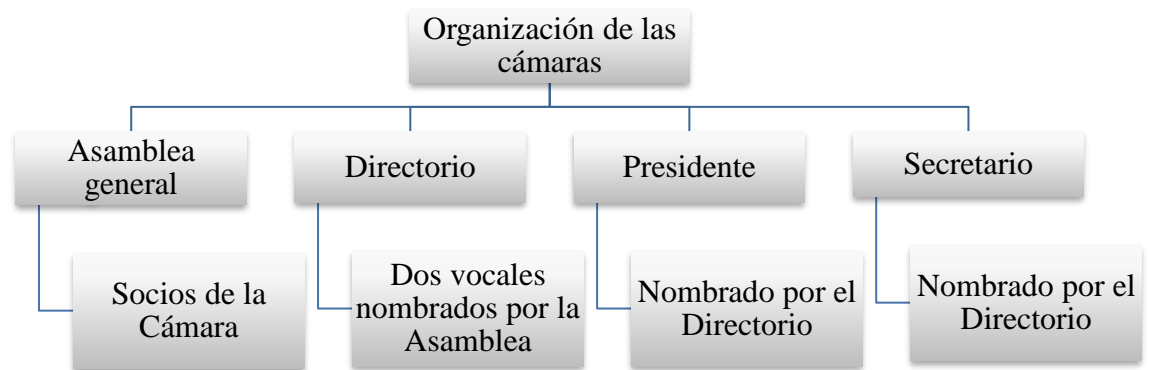 Organización de las
cámaras
Asamblea
general
Directorio
Presidente
Secretario
Socios de la
Cámara
Dos vocales
nombrados por la
Asamblea
Nombrado por el
Directorio
Nombrado por el
Directorio